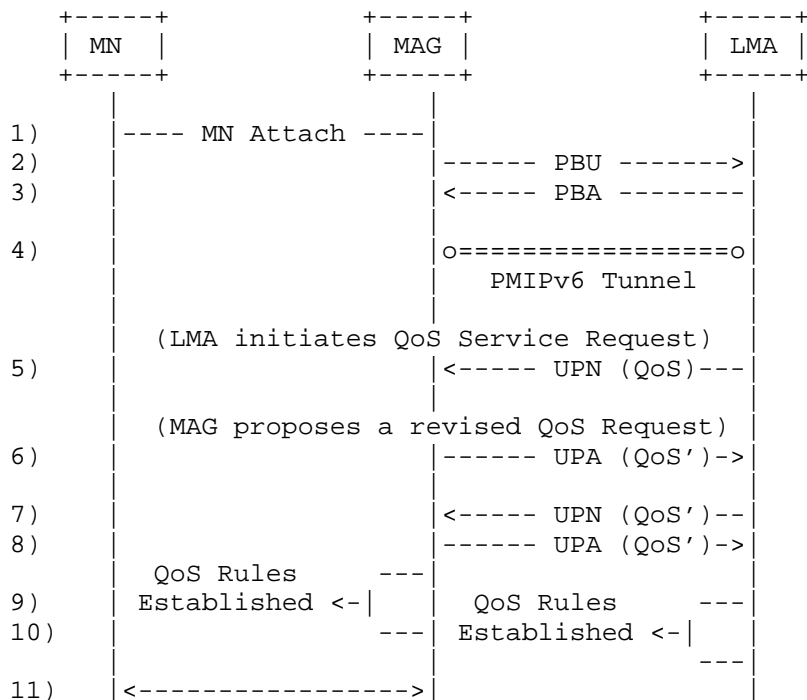 MN MAG LMA
1) ---- MN Attach ----
2) ------ PBU ------->
3) <----- PBA --------
4) o=================o
PMIPv6 Tunnel
(LMA initiates QoS Service Request)
5) <----- UPN (QoS)---
(MAG proposes a revised QoS Request)
6) ------ UPA (QoS')->
7) <----- UPN (QoS')--
8) ------ UPA (QoS')->
QoS Rules ---
9) Established <- QoS Rules ---
10) --- Established <-
---
11) <----------------->